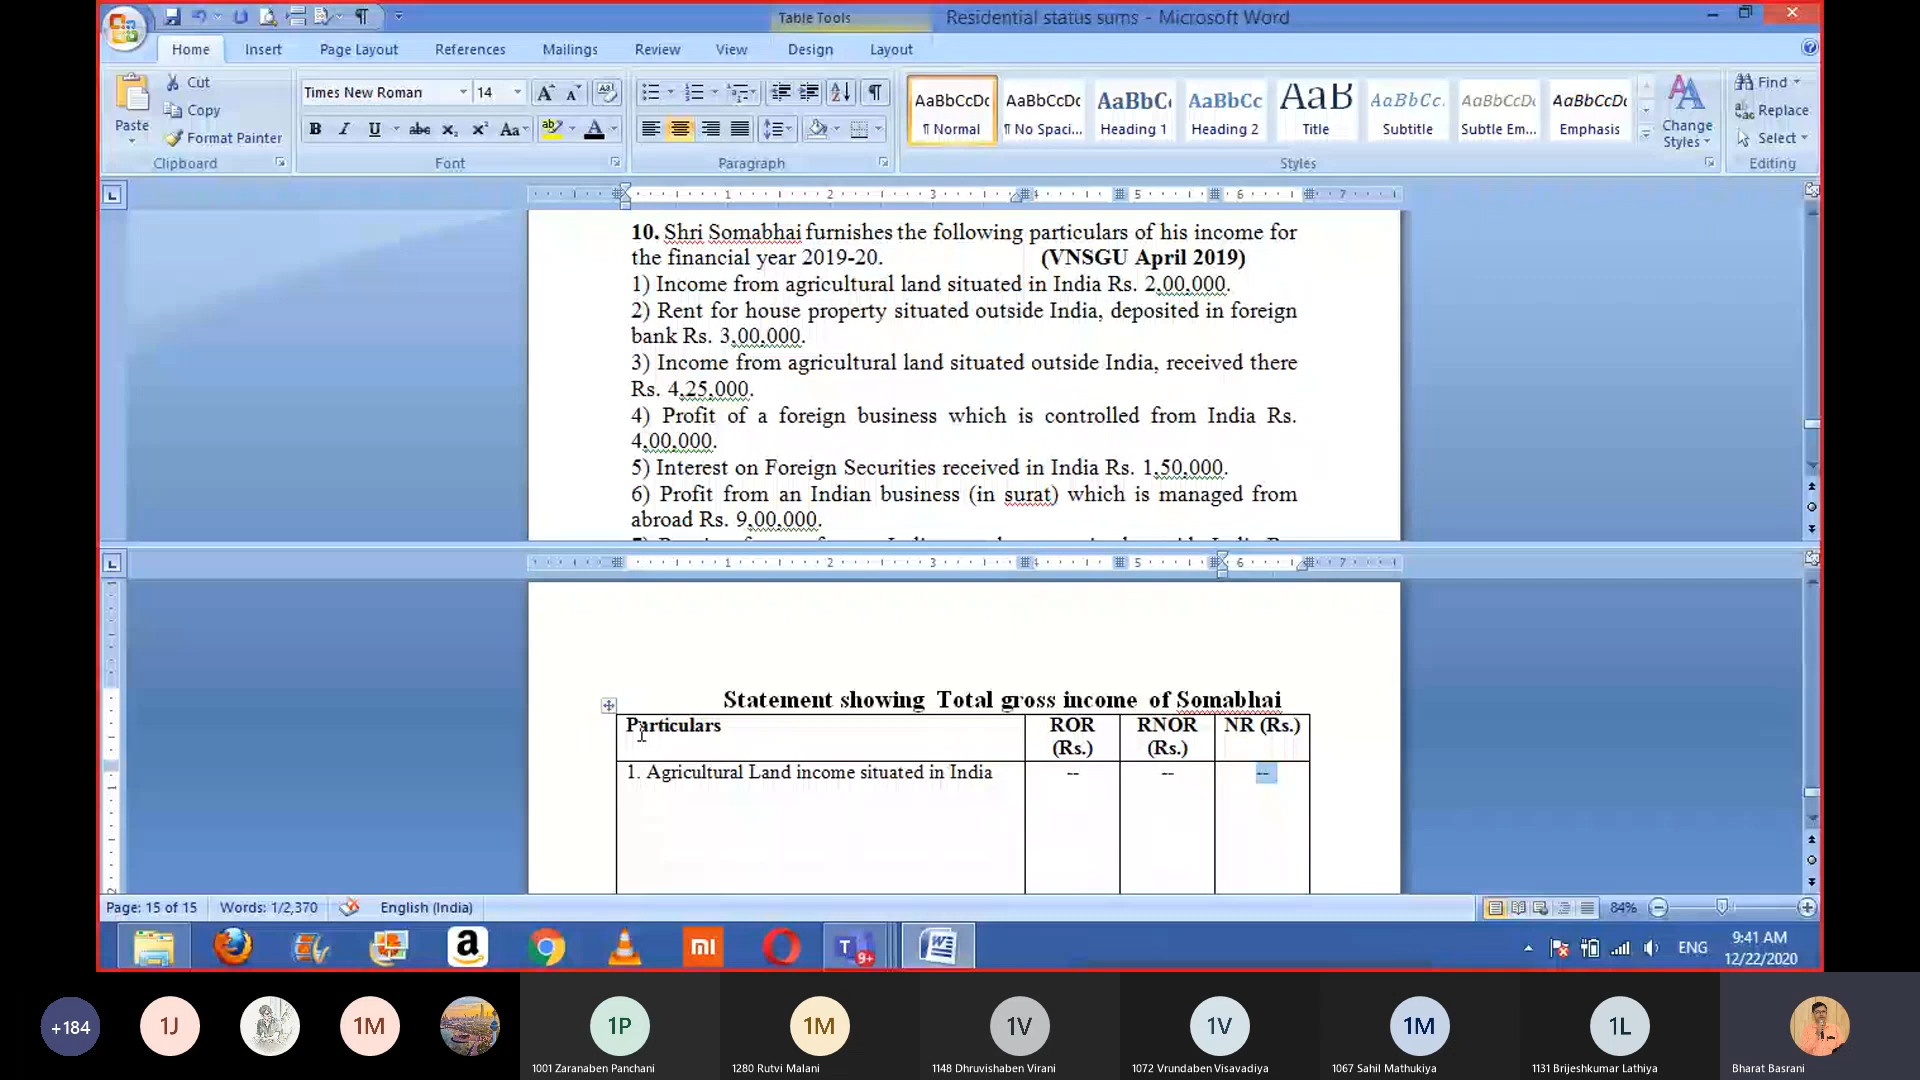 Table Tools
Residential status sums - Microsoft Word
Home Insert Page Layout References Mailings Review View Design Layout
Paste
Cut
Copy
Format Painter
Clipboard
Times New Roman 14
Font
Paragraph
AaBbCcDc AaBbCcDc AaBbC AaBbCc AaB AaBbCc. AaBbCcDc AaBbCcDc
¶ Normal ¶ No Spaci... Heading 1 Heading 2 Title Subtitle Subtle Em... Emphasis
Change Styles
Styles
Find
Replace
Select
Editing
10. Shri Somabhai furnishes the following particulars of his income for
the financial year 2019-20. (VNSGU April 2019)
1) Income from agricultural land situated in India Rs. 2,00,000.
2) Rent for house property situated outside India, deposited in foreign
bank Rs. 3,00,000.
3) Income from agricultural land situated outside India, received there
Rs. 4,25,000.
4) Profit of a foreign business which is controlled from India Rs.
4,00,000.
5) Interest on Foreign Securities received in India Rs. 1,50,000.
6) Profit from an Indian business (in surat) which is managed from
abroad Rs. 9,00,000.
Statement showing Total gross income of Somabhai
Particulars ROR (Rs.) RNOR (Rs.) NR (Rs.)
1. Agricultural Land income situated in India -- -- --
Page: 15 of 15 Words: 1/2,370 English (India) 84%
9+
ENG
9:41 AM
12/22/2020
+184 1J 1M 1P 1M 1V 1V 1M 1L
1001 Zaranaben Panchani 1280 Rutvi Malani 1148 Dhruvishaben Virani 1072 Vrundaben Visavadiya 1067 Sahil Mathukiya 1131 Brijeshkumar Lathiya Bharat Basrani